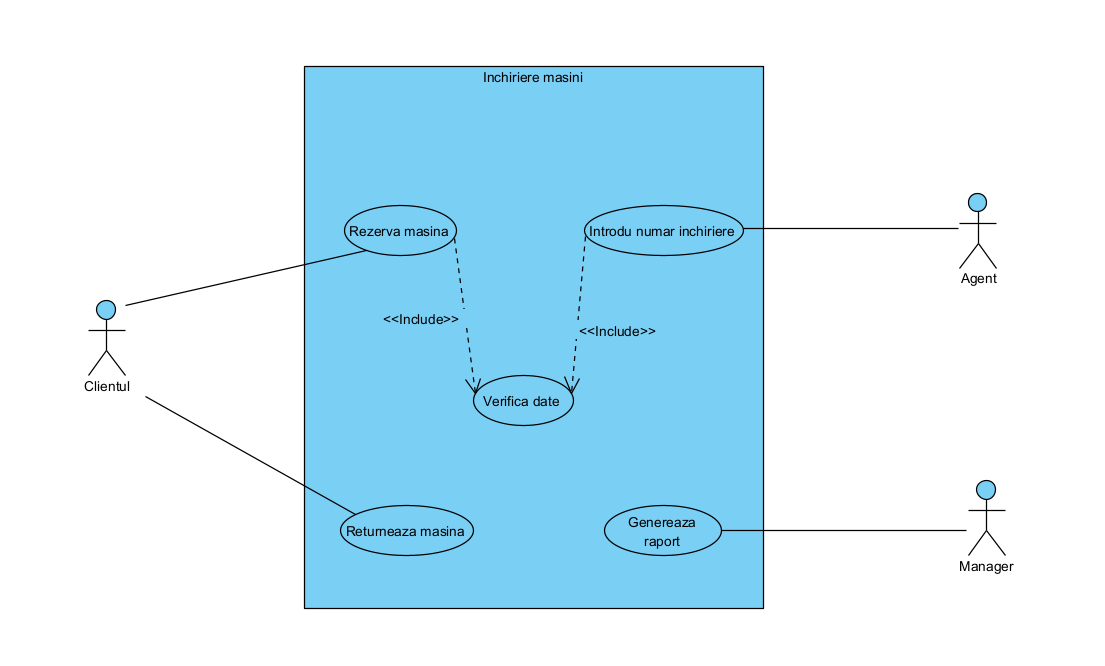 Inchiriere masini
Rezerva masina
Introdu numar inchiriere
Agent
<<Include>>
<<Include>>
Clientul
Verifica date
Returneaza masina
Genereaza
raport
Manager